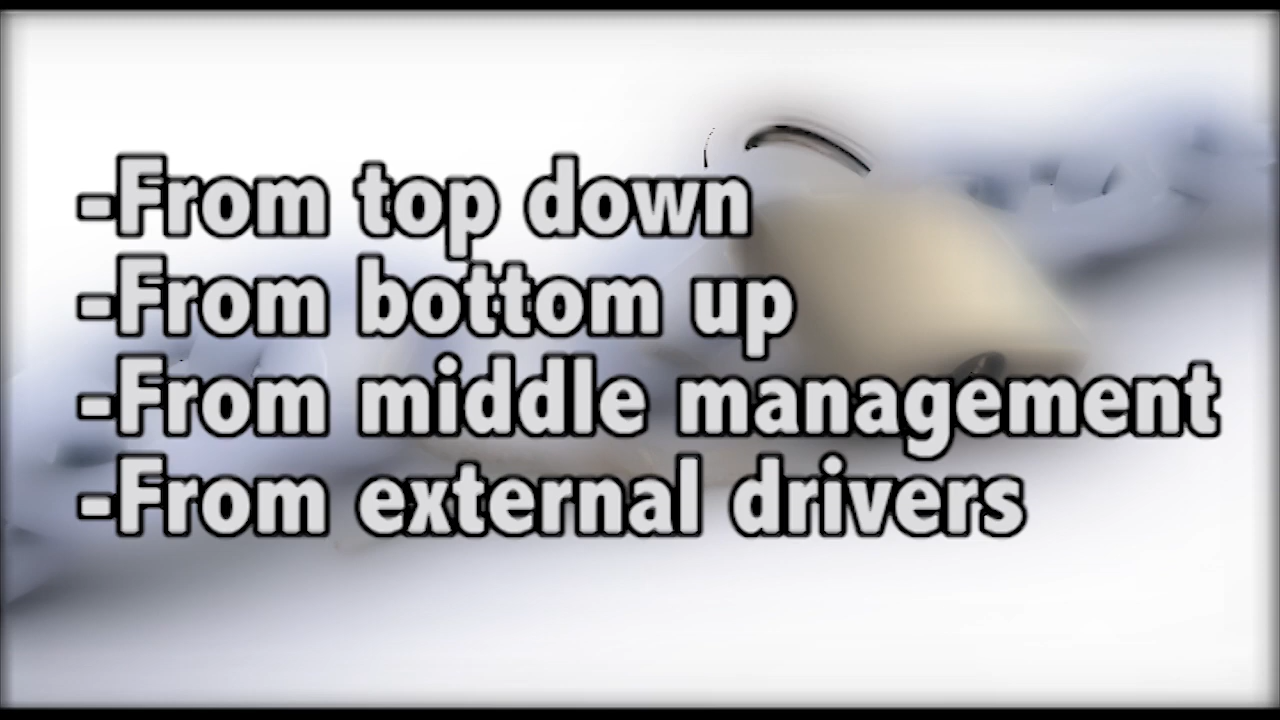 -From top down
-From bottom up
-From middle management
-From external drivers